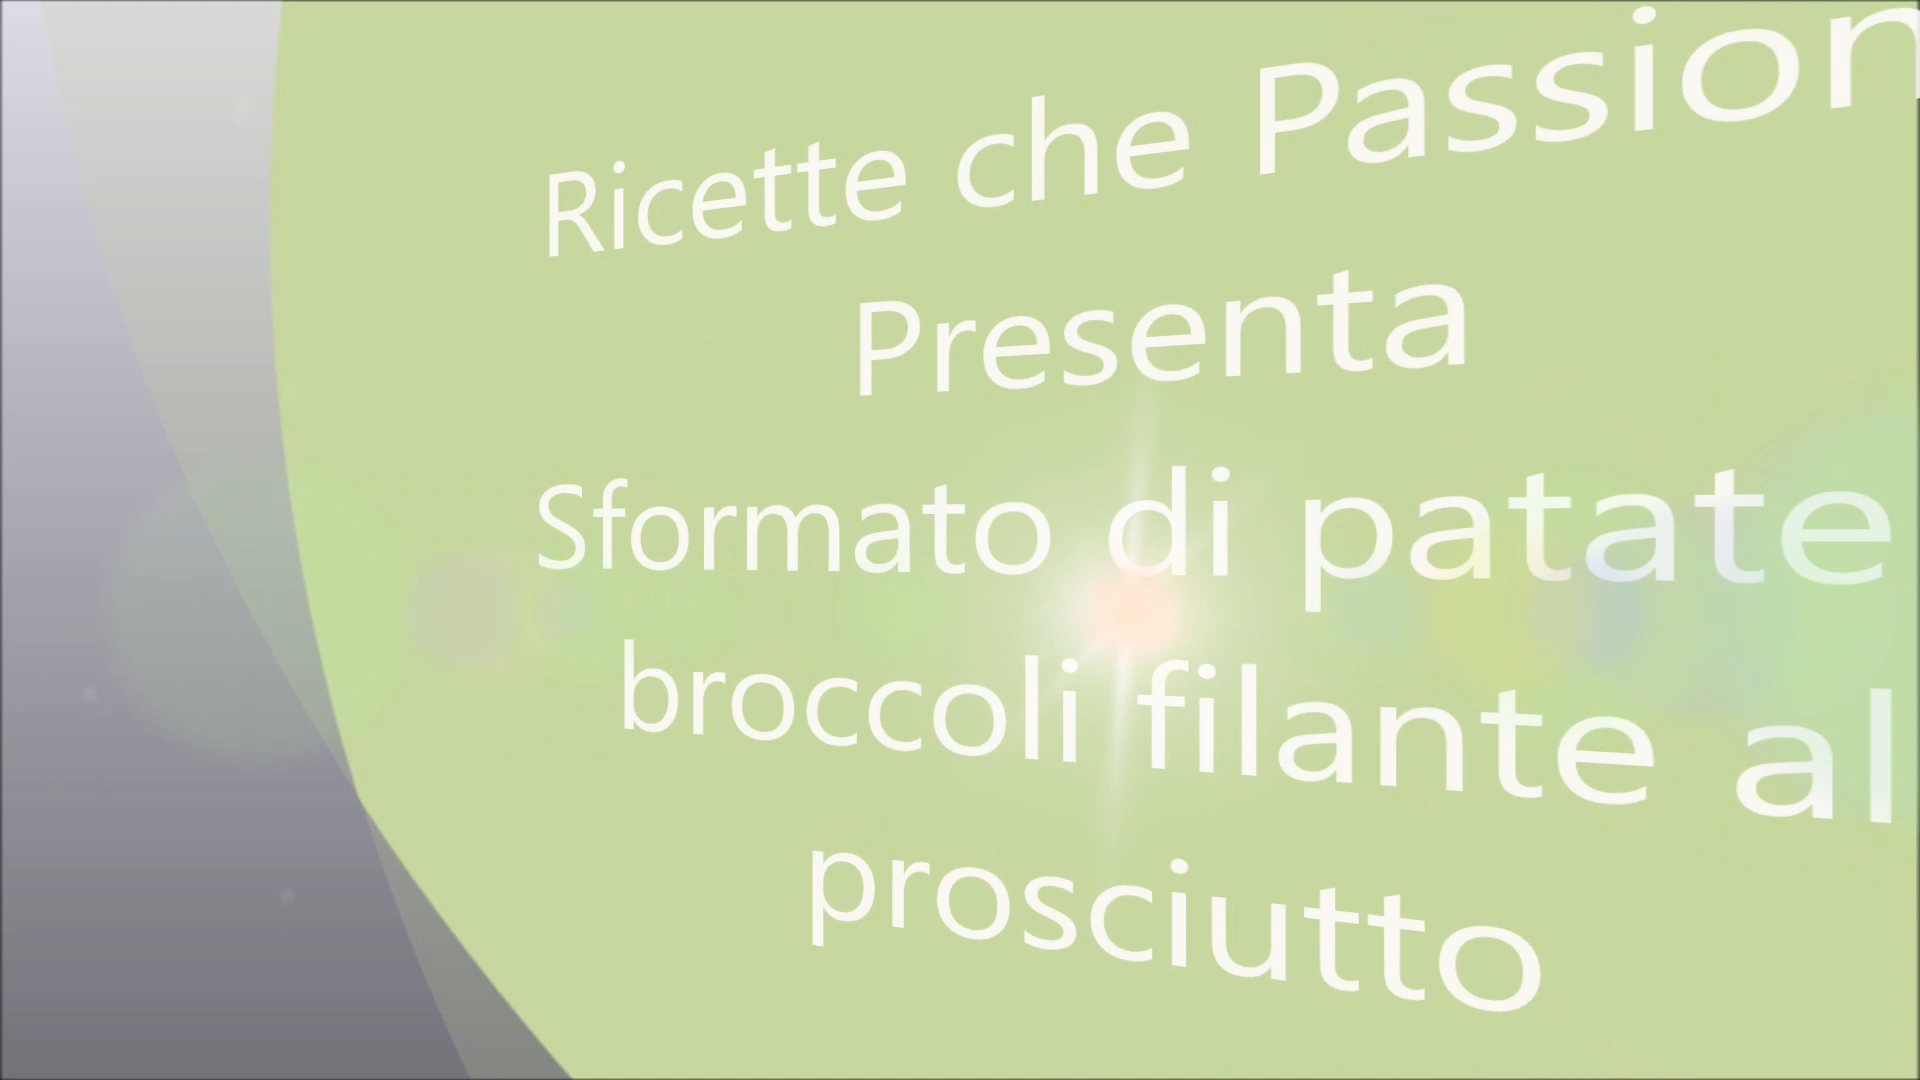 Ricette che Passion
Presenta
Sformato di patate
broccoli filante al
prosciutto